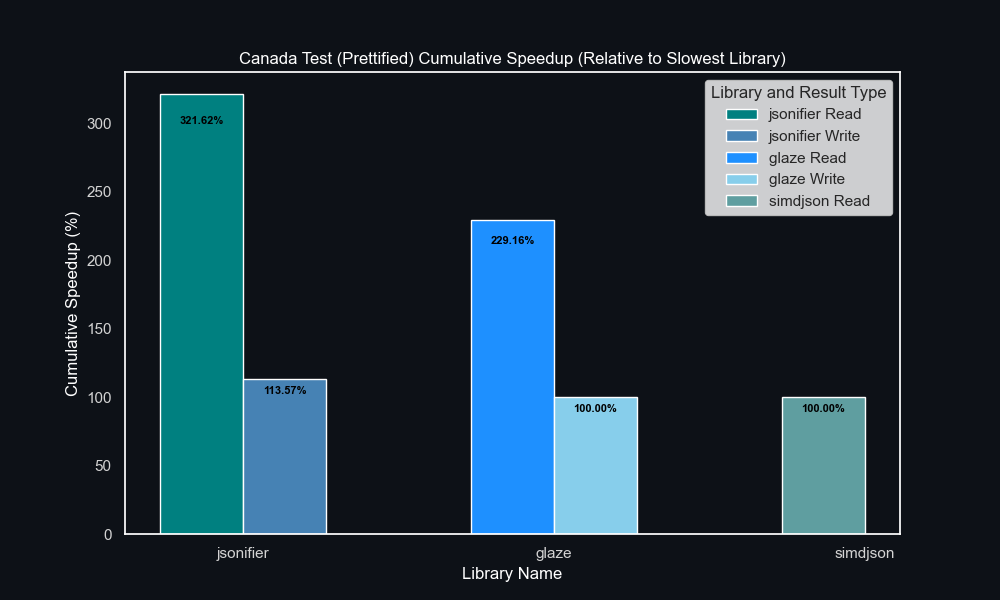 Canada Test (Prettified) Cumulative Speedup (Relative to Slowest Library)
Library and Result Type
jsonifier Read
jsonifier Write
glaze Read
glaze Write
simdjson Read
Cumulative Speedup (%)
300
250
200
150
100
50
0
321.62%
113.57%
229.16%
100.00%
100.00%
jsonifier
glaze
simdjson
Library Name